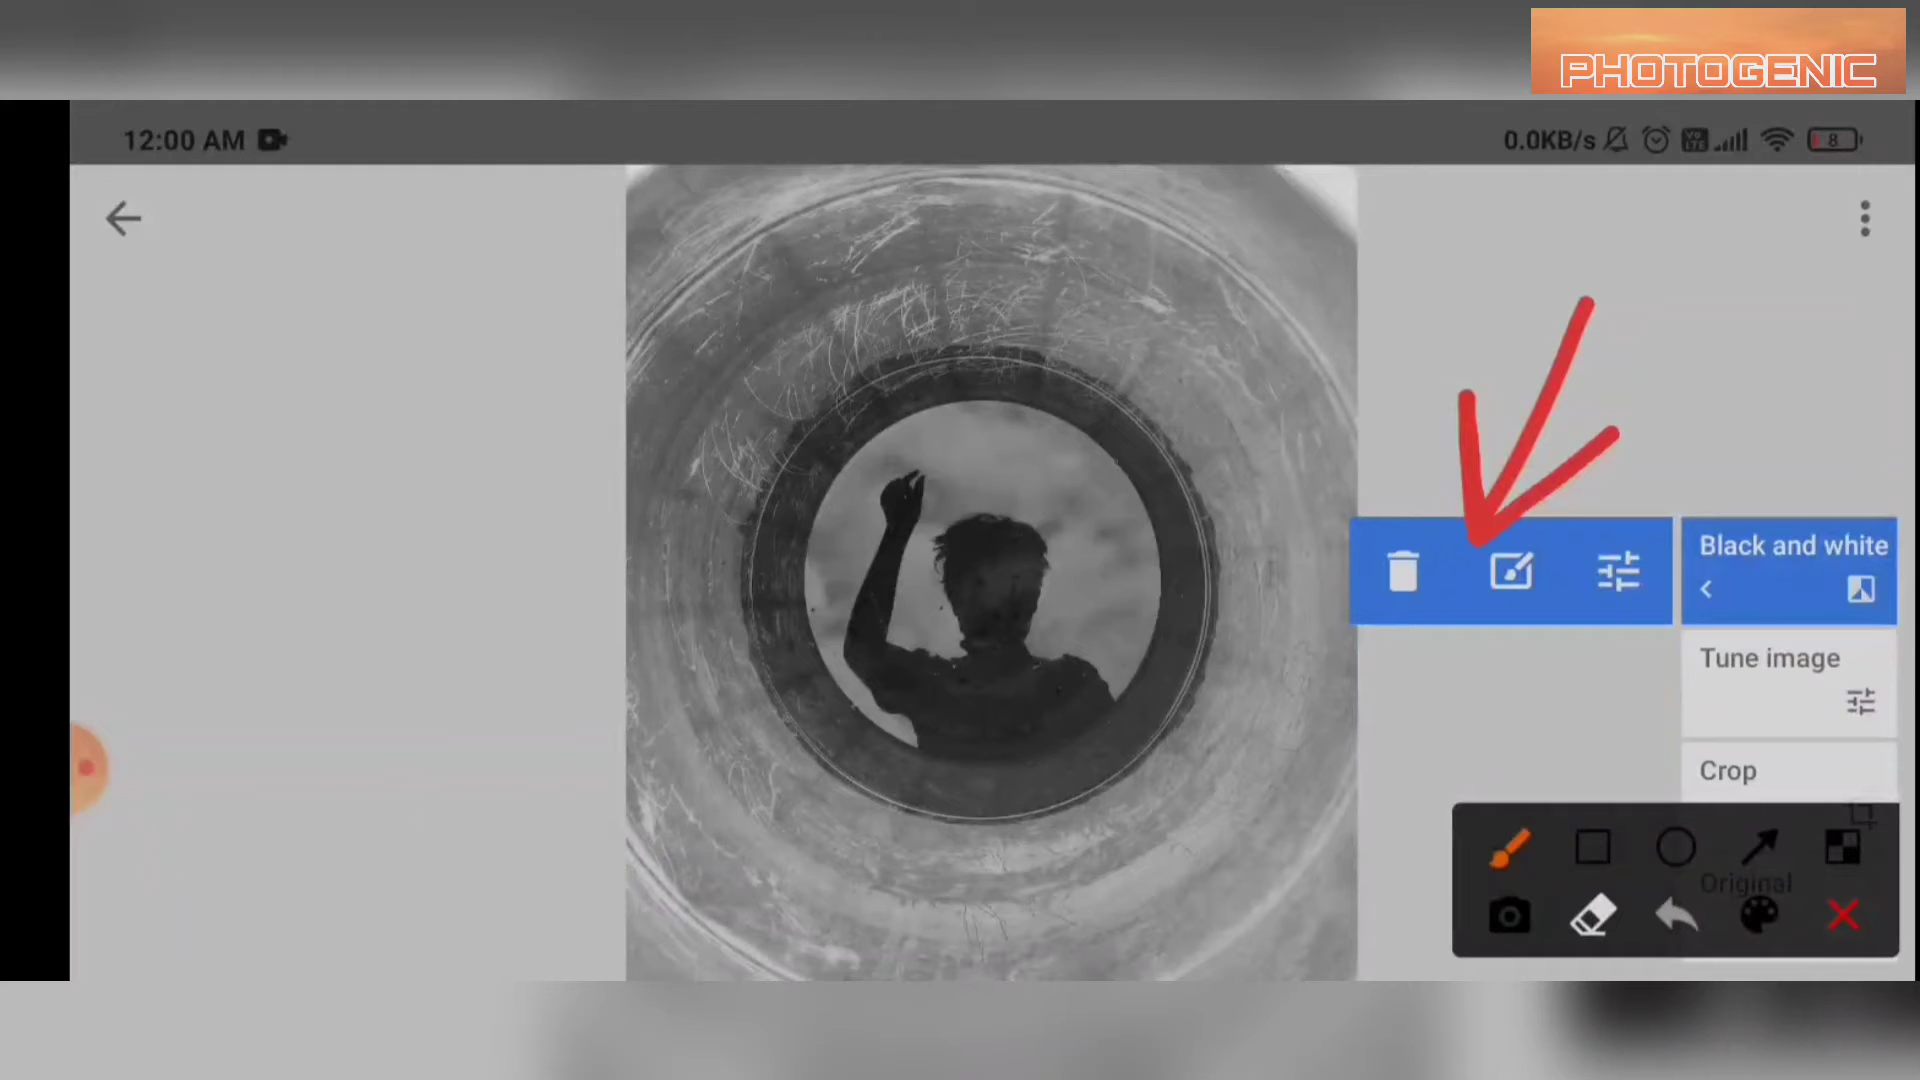 PHOTOGENIC
12:00 AM
0.0KB/s
8
Black and white
Tune image
Crop
Original